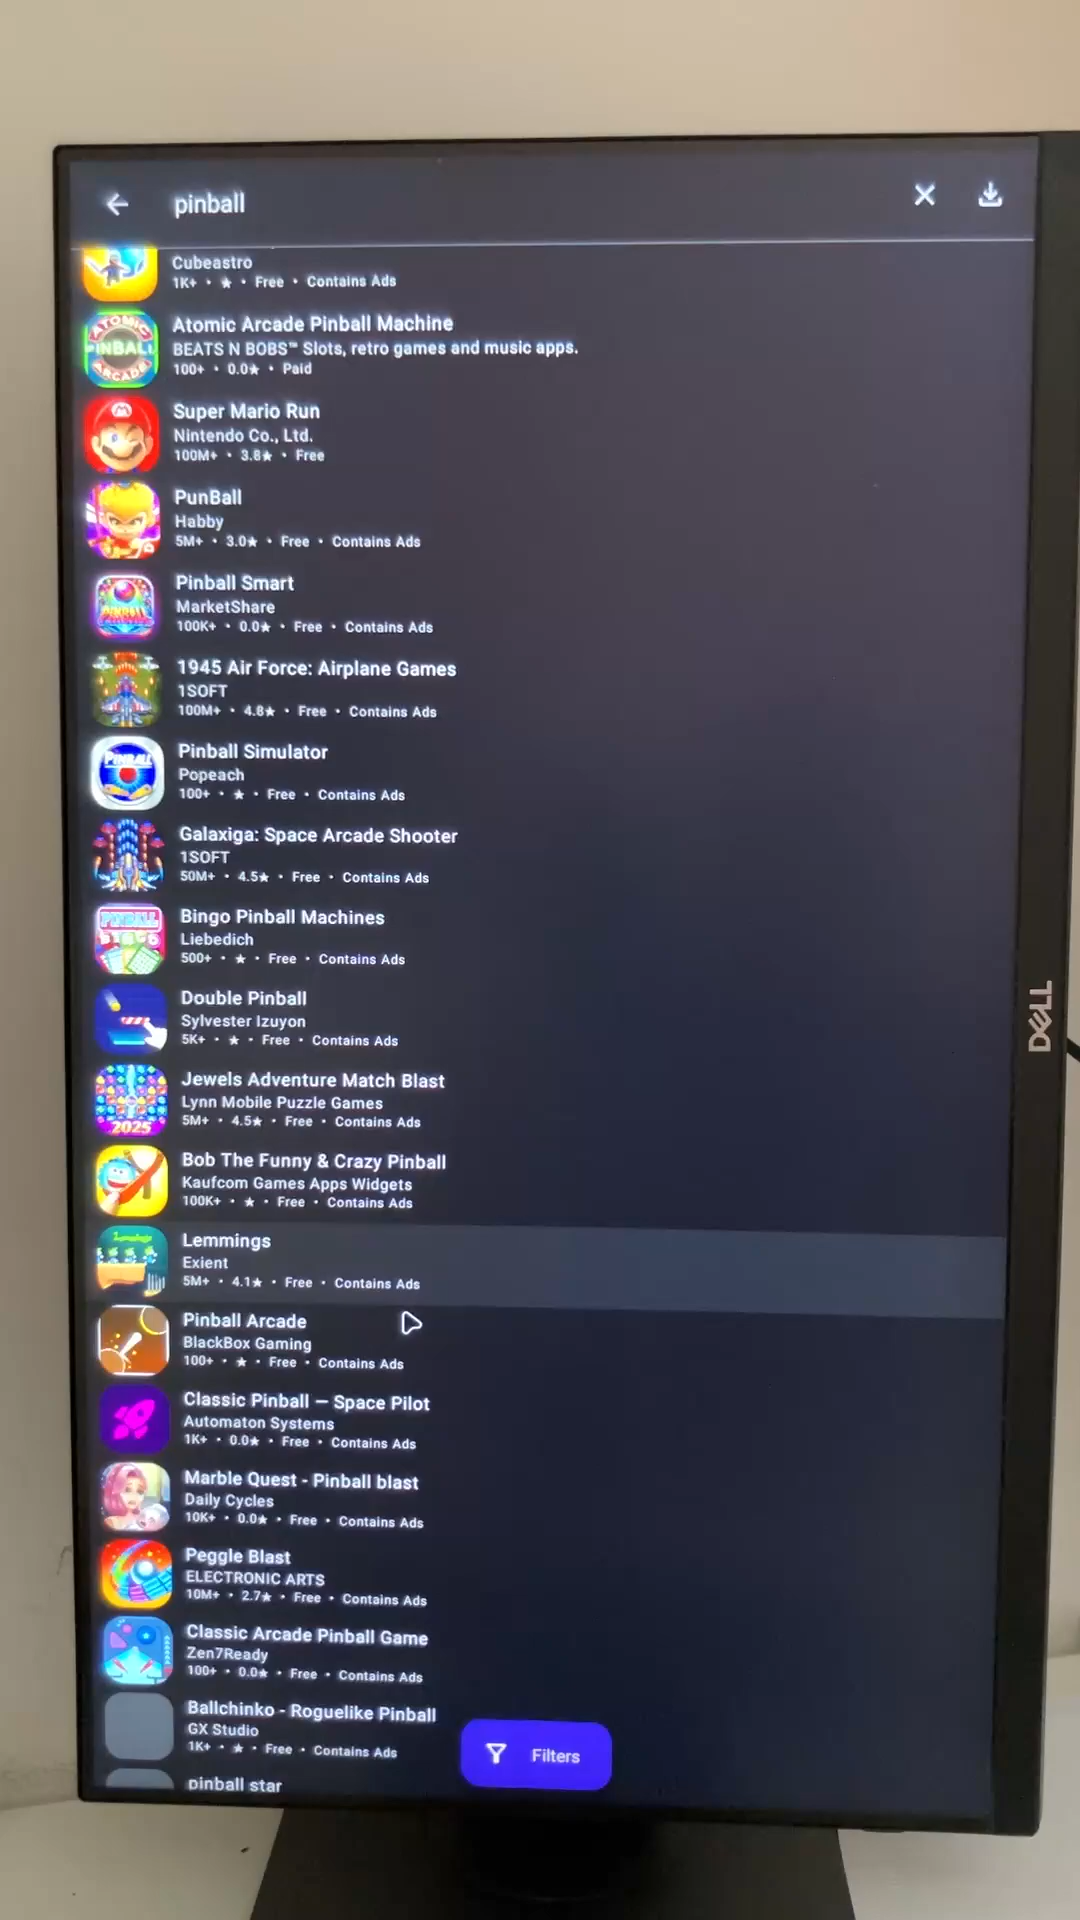 pinball
Cubeastro
1K+ • ★ • Free • Contains Ads
ATOMIC
PINBALL
ARCADE
Atomic Arcade Pinball Machine
BEATS N BOBS™ Slots, retro games and music apps.
100+ • 0.0★ • Paid
M
Super Mario Run
Nintendo Co., Ltd.
100M+ • 3.8★ • Free
PunBall
Habby
5M+ • 3.0★ • Free • Contains Ads
PINBALL
Pinball Smart
MarketShare
100K+ • 0.0★ • Free • Contains Ads
1945 Air Force: Airplane Games
1SOFT
100M+ • 4.8★ • Free • Contains Ads
PINBALL
Pinball Simulator
Popeach
100+ • ★ • Free • Contains Ads
Galaxiga: Space Arcade Shooter
1SOFT
50M+ • 4.5★ • Free • Contains Ads
PINBALL
BINGO
Bingo Pinball Machines
Liebedich
500+ • ★ • Free • Contains Ads
Double Pinball
Sylvester Izuyon
5K+ • ★ • Free • Contains Ads
2025
Jewels Adventure Match Blast
Lynn Mobile Puzzle Games
5M+ • 4.5★ • Free • Contains Ads
Bob The Funny & Crazy Pinball
Kaufcom Games Apps Widgets
100K+ • ★ • Free • Contains Ads
Lemmings
Lemmings
Exient
5M+ • 4.1★ • Free • Contains Ads
Pinball Arcade
BlackBox Gaming
100+ • ★ • Free • Contains Ads
Classic Pinball — Space Pilot
Automaton Systems
1K+ • 0.0★ • Free • Contains Ads
Marble Quest - Pinball blast
Daily Cycles
10K+ • 0.0★ • Free • Contains Ads
Peggle Blast
ELECTRONIC ARTS
10M+ • 2.7★ • Free • Contains Ads
Classic Arcade Pinball Game
Zen7Ready
100+ • 0.0★ • Free • Contains Ads
Ballchinko - Roguelike Pinball
GX Studio
1K+ • ★ • Free • Contains Ads
pinball star
Filters
DELL